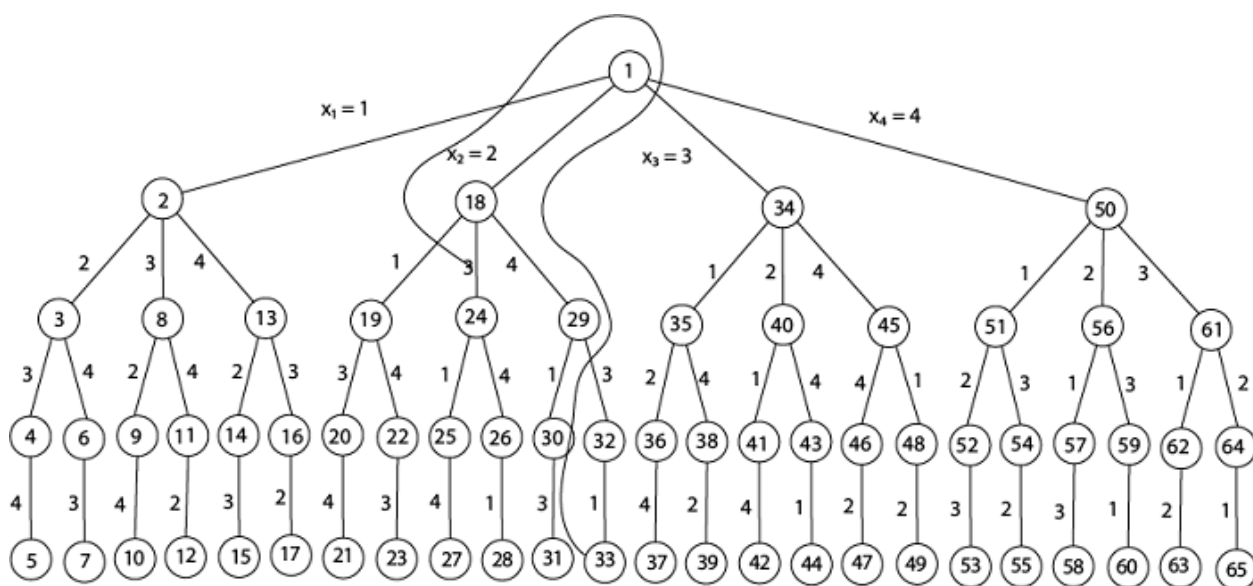 1
x₁ = 1
x₄ = 4
x₂ = 2
x₃ = 3
2 18 34 50
2 3 4 1 3 4 1 2 4 1 2 3
3 8 13 19 24 29 35 40 45 51 56 61
3 4 2 4 2 3 3 4 1 4 1 3 2 4 1 4 4 1 2 3 1 3 1 2
4 6 9 11 14 16 20 22 25 26 30 32 36 38 41 43 46 48 52 54 57 59 62 64
4 3 4 2 3 2 4 3 4 1 3 1 4 2 4 1 2 2 3 2 3 1 2 1
5 7 10 12 15 17 21 23 27 28 31 33 37 39 42 44 47 49 53 55 58 60 63 65